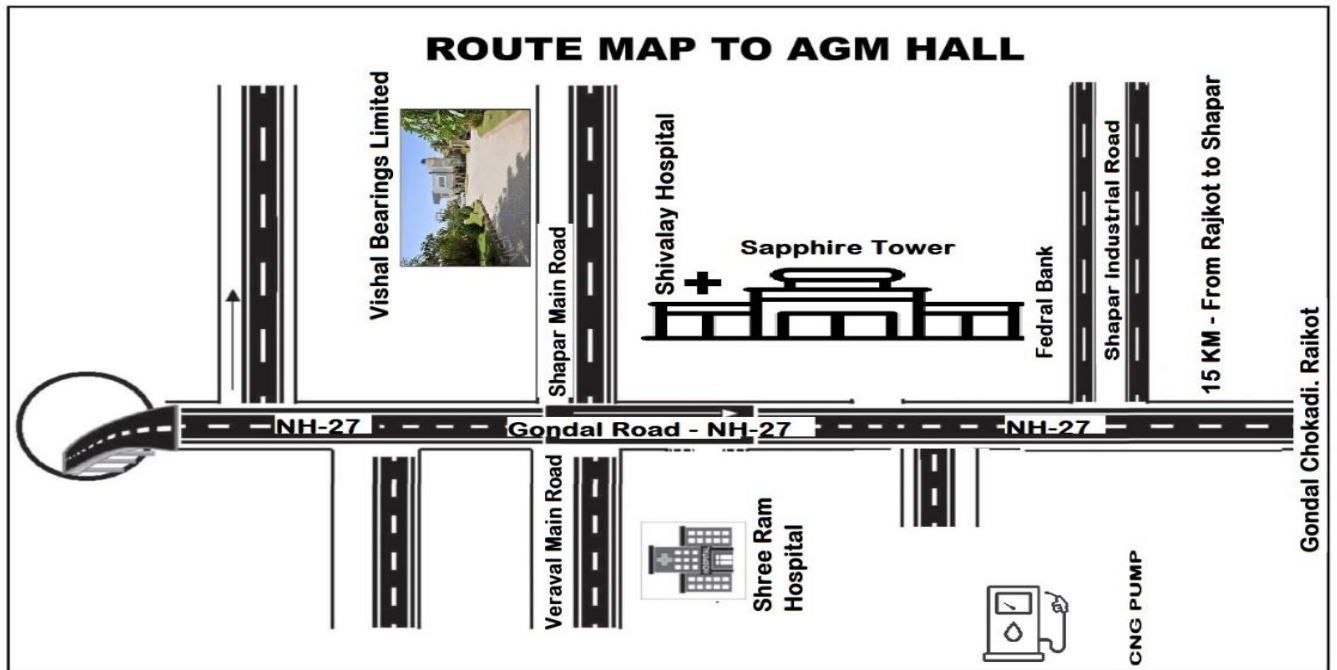 ROUTE MAP TO AGM HALL
Vishal Bearings Limited
Shapar Main Road
Shivalay Hospital
Sapphire Tower
Fedral Bank
Shapar Industrial Road
15 KM - From Rajkot to Shapar
Gondal Chokadi. Raikot
NH-27
Gondal Road - NH-27
NH-27
Veraval Main Road
Shree Ram
Hospital
CNG PUMP